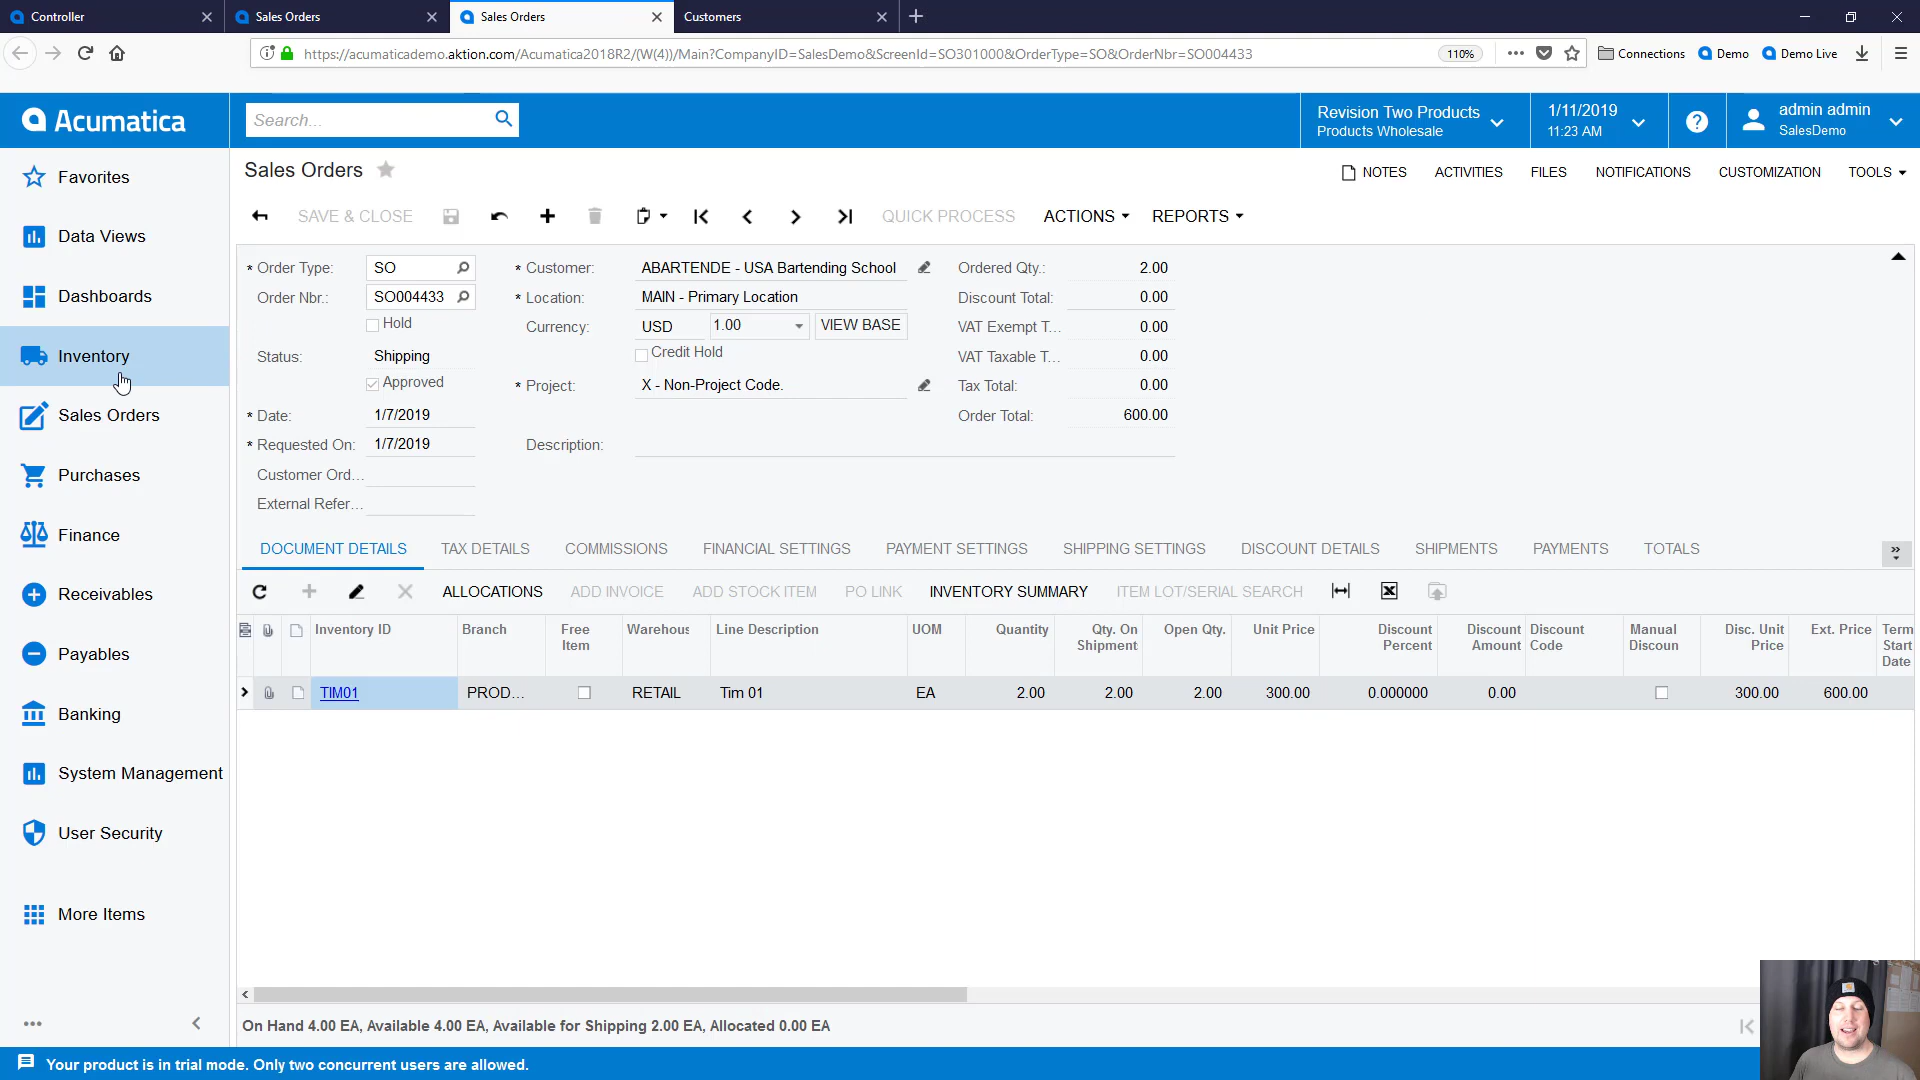 Controller
Sales Orders
Sales Orders
Customers
https://acumaticademo.aktion.com/Acumatica2018R2/(W(4))/Main?CompanyID=SalesDemo&ScreenId=SO301000&OrderType=SO&OrderNbr=SO004433
110%
Connections
Demo
Demo Live
Acumatica
Search...
Revision Two Products
Products Wholesale
1/11/2019
11:23 AM
admin admin
SalesDemo
Favorites
Data Views
Dashboards
Inventory
Sales Orders
Purchases
Finance
Receivables
Payables
Banking
System Management
User Security
More Items
Sales Orders
NOTES
ACTIVITIES
FILES
NOTIFICATIONS
CUSTOMIZATION
TOOLS
SAVE & CLOSE
QUICK PROCESS
ACTIONS
REPORTS
* Order Type: SO
Order Nbr.: SO004433
Hold
Status: Shipping
Approved
* Date: 1/7/2019
* Requested On: 1/7/2019
Customer Ord...
External Refer...
* Customer: ABARTENDE - USA Bartending School
* Location: MAIN - Primary Location
Currency: USD 1.00 VIEW BASE
Credit Hold
* Project: X - Non-Project Code.
Description:
Ordered Qty.: 2.00
Discount Total: 0.00
VAT Exempt T... 0.00
VAT Taxable T... 0.00
Tax Total: 0.00
Order Total: 600.00
DOCUMENT DETAILS
TAX DETAILS
COMMISSIONS
FINANCIAL SETTINGS
PAYMENT SETTINGS
SHIPPING SETTINGS
DISCOUNT DETAILS
SHIPMENTS
PAYMENTS
TOTALS
ALLOCATIONS
ADD INVOICE
ADD STOCK ITEM
PO LINK
INVENTORY SUMMARY
ITEM LOT/SERIAL SEARCH
Inventory ID
Branch
Free Item
Warehous
Line Description
UOM
Quantity
Qty. On Shipment
Open Qty.
Unit Price
Discount Percent
Discount Amount
Discount Code
Manual Discoun
Disc. Unit Price
Ext. Price
Term Start Date
TIM01 PROD... RETAIL Tim 01 EA 2.00 2.00 2.00 300.00 0.000000 0.00 300.00 600.00
On Hand 4.00 EA, Available 4.00 EA, Available for Shipping 2.00 EA, Allocated 0.00 EA
Your product is in trial mode. Only two concurrent users are allowed.